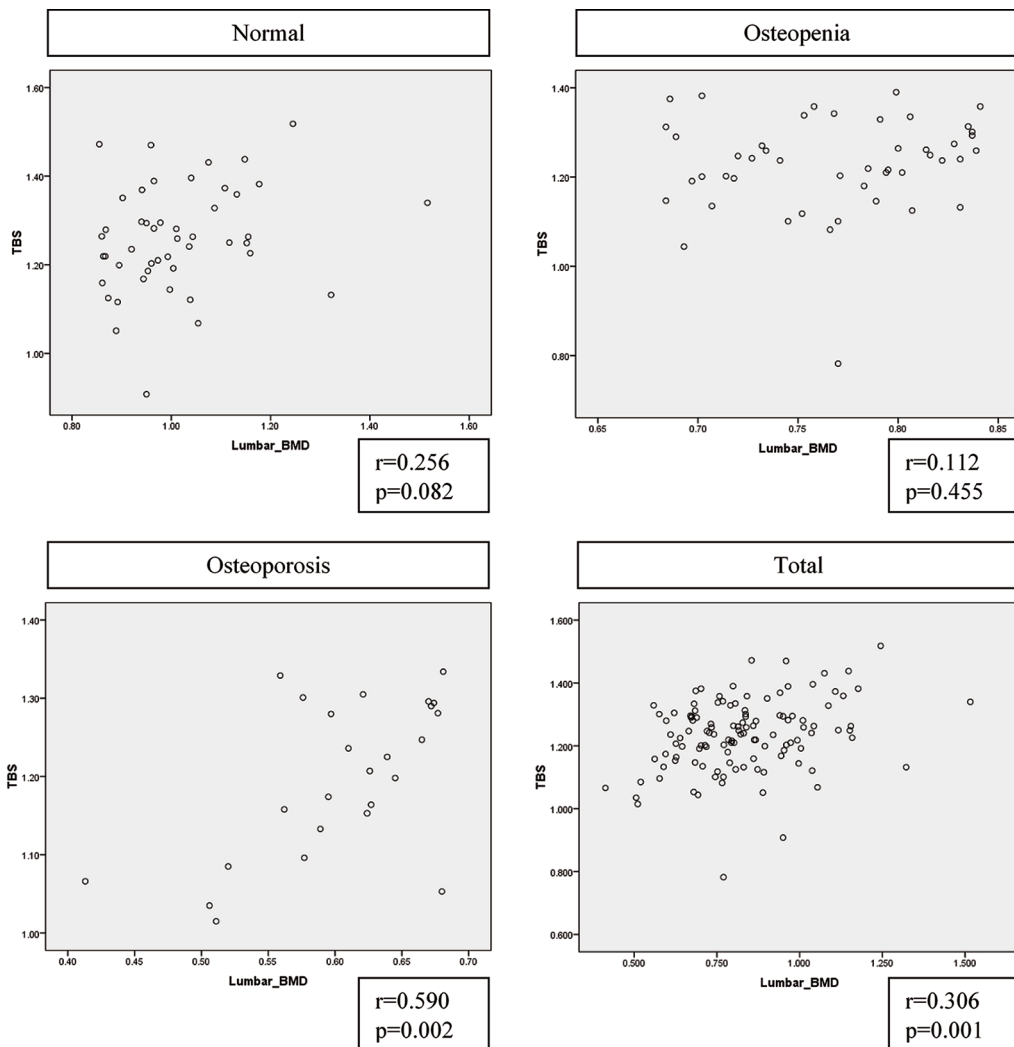 Normal
1.60
1.40
1.20
1.00
TBS
0.80
1.00
1.20
1.40
1.60
Lumbar_BMD
r=0.256
p=0.082
Osteopenia
1.40
1.20
1.00
0.80
TBS
0.65
0.70
0.75
0.80
0.85
Lumbar_BMD
r=0.112
p=0.455
Osteoporosis
1.40
1.30
1.20
1.10
1.00
TBS
0.40
0.50
0.50
0.60
0.70
Lumbar_BMD
r=0.590
p=0.002
Total
1.600
1.400
1.200
1.000
0.800
0.600
TBS
0.500
0.750
1.000
1.250
1.500
Lumbar_BMD
r=0.306
p=0.001